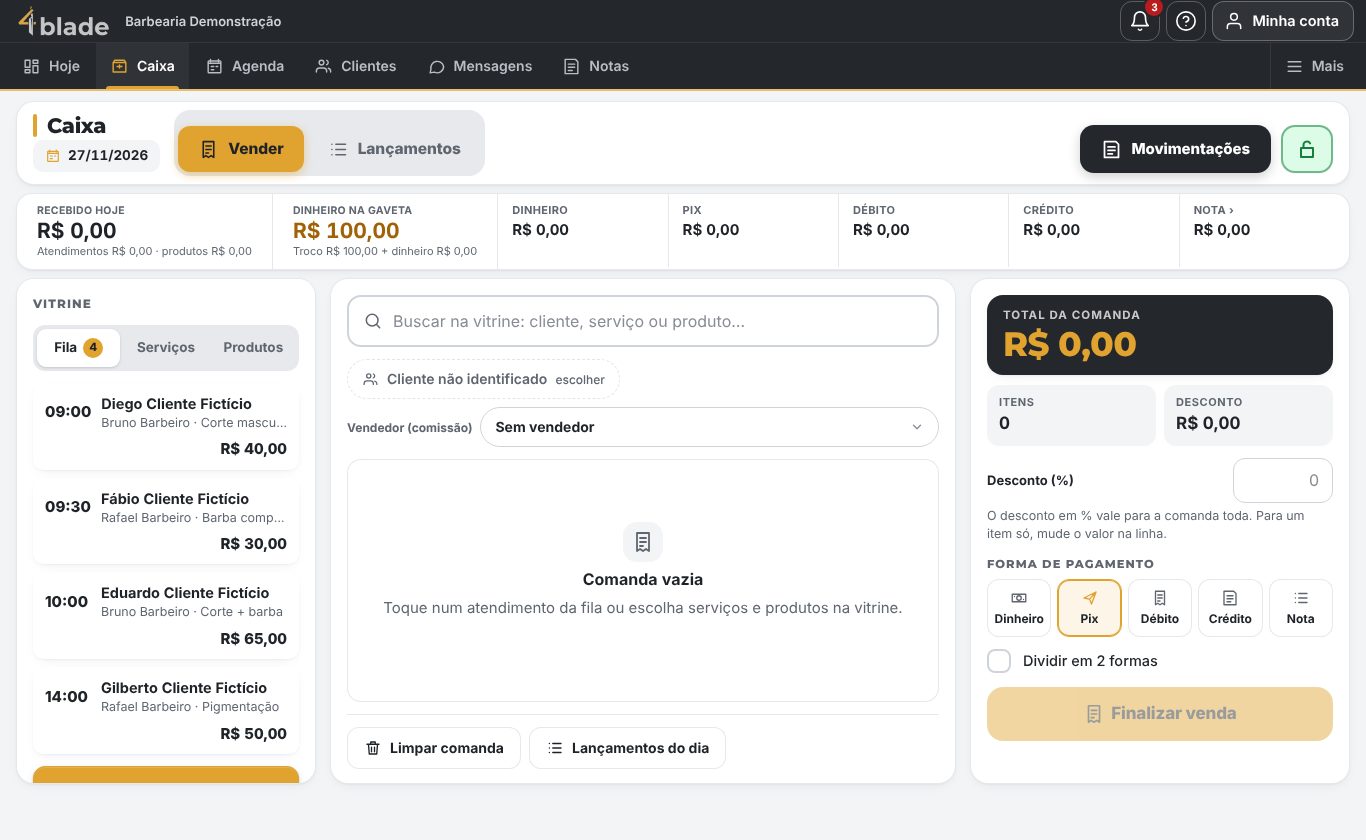 4blade
Barbearia Demonstração
3
Minha conta
Hoje
Caixa
Agenda
Clientes
Mensagens
Notas
Mais
Caixa
27/11/2026
Vender
Lançamentos
Movimentações
RECEBIDO HOJE
R$ 0,00
Atendimentos R$ 0,00 · produtos R$ 0,00
DINHEIRO NA GAVETA
R$ 100,00
Troco R$ 100,00 + dinheiro R$ 0,00
DINHEIRO
R$ 0,00
PIX
R$ 0,00
DÉBITO
R$ 0,00
CRÉDITO
R$ 0,00
NOTA ›
R$ 0,00
VITRINE
Fila 4
Serviços
Produtos
09:00
Diego Cliente Fictício
Bruno Barbeiro · Corte mascu...
R$ 40,00
09:30
Fábio Cliente Fictício
Rafael Barbeiro · Barba comp...
R$ 30,00
10:00
Eduardo Cliente Fictício
Bruno Barbeiro · Corte + barba
R$ 65,00
14:00
Gilberto Cliente Fictício
Rafael Barbeiro · Pigmentação
R$ 50,00
Buscar na vitrine: cliente, serviço ou produto...
Cliente não identificado escolher
Vendedor (comissão)
Sem vendedor
Comanda vazia
Toque num atendimento da fila ou escolha serviços e produtos na vitrine.
Limpar comanda
Lançamentos do dia
TOTAL DA COMANDA
R$ 0,00
ITENS
0
DESCONTO
R$ 0,00
Desconto (%)
0
O desconto em % vale para a comanda toda. Para um
item só, mude o valor na linha.
FORMA DE PAGAMENTO
Dinheiro
Pix
Débito
Crédito
Nota
Dividir em 2 formas
Finalizar venda